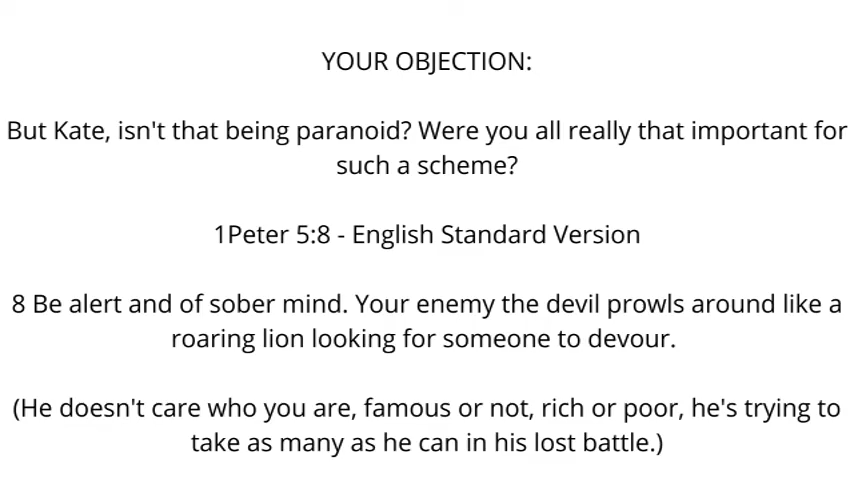 YOUR OBJECTION:
But Kate, isn't that being paranoid? Were you all really that important for
such a scheme?
1Peter 5:8 - English Standard Version
8 Be alert and of sober mind. Your enemy the devil prowls around like a
roaring lion looking for someone to devour.
(He doesn't care who you are, famous or not, rich or poor, he's trying to
take as many as he can in his lost battle.)